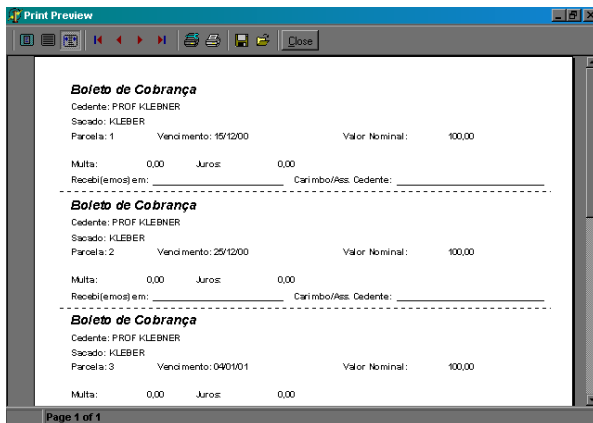 Print Preview
Close
Boleto de Cobrança
Cedente: PROF KLEBNER
Sacado: KLEBER
Parcela: 1 Vencimento: 15/12/00 Valor Nominal: 100,00
Multa: 0,00 Juros: 0,00
Recebi(emos) em: Carimbo/Ass. Cedente:
Boleto de Cobrança
Cedente: PROF KLEBNER
Sacado: KLEBER
Parcela: 2 Vencimento: 25/12/00 Valor Nominal: 100,00
Multa: 0,00 Juros: 0,00
Recebi(emos) em: Carimbo/Ass. Cedente:
Boleto de Cobrança
Cedente: PROF KLEBNER
Sacado: KLEBER
Parcela: 3 Vencimento: 04/01/01 Valor Nominal: 100,00
Multa: 0,00 Juros: 0,00
Page 1 of 1